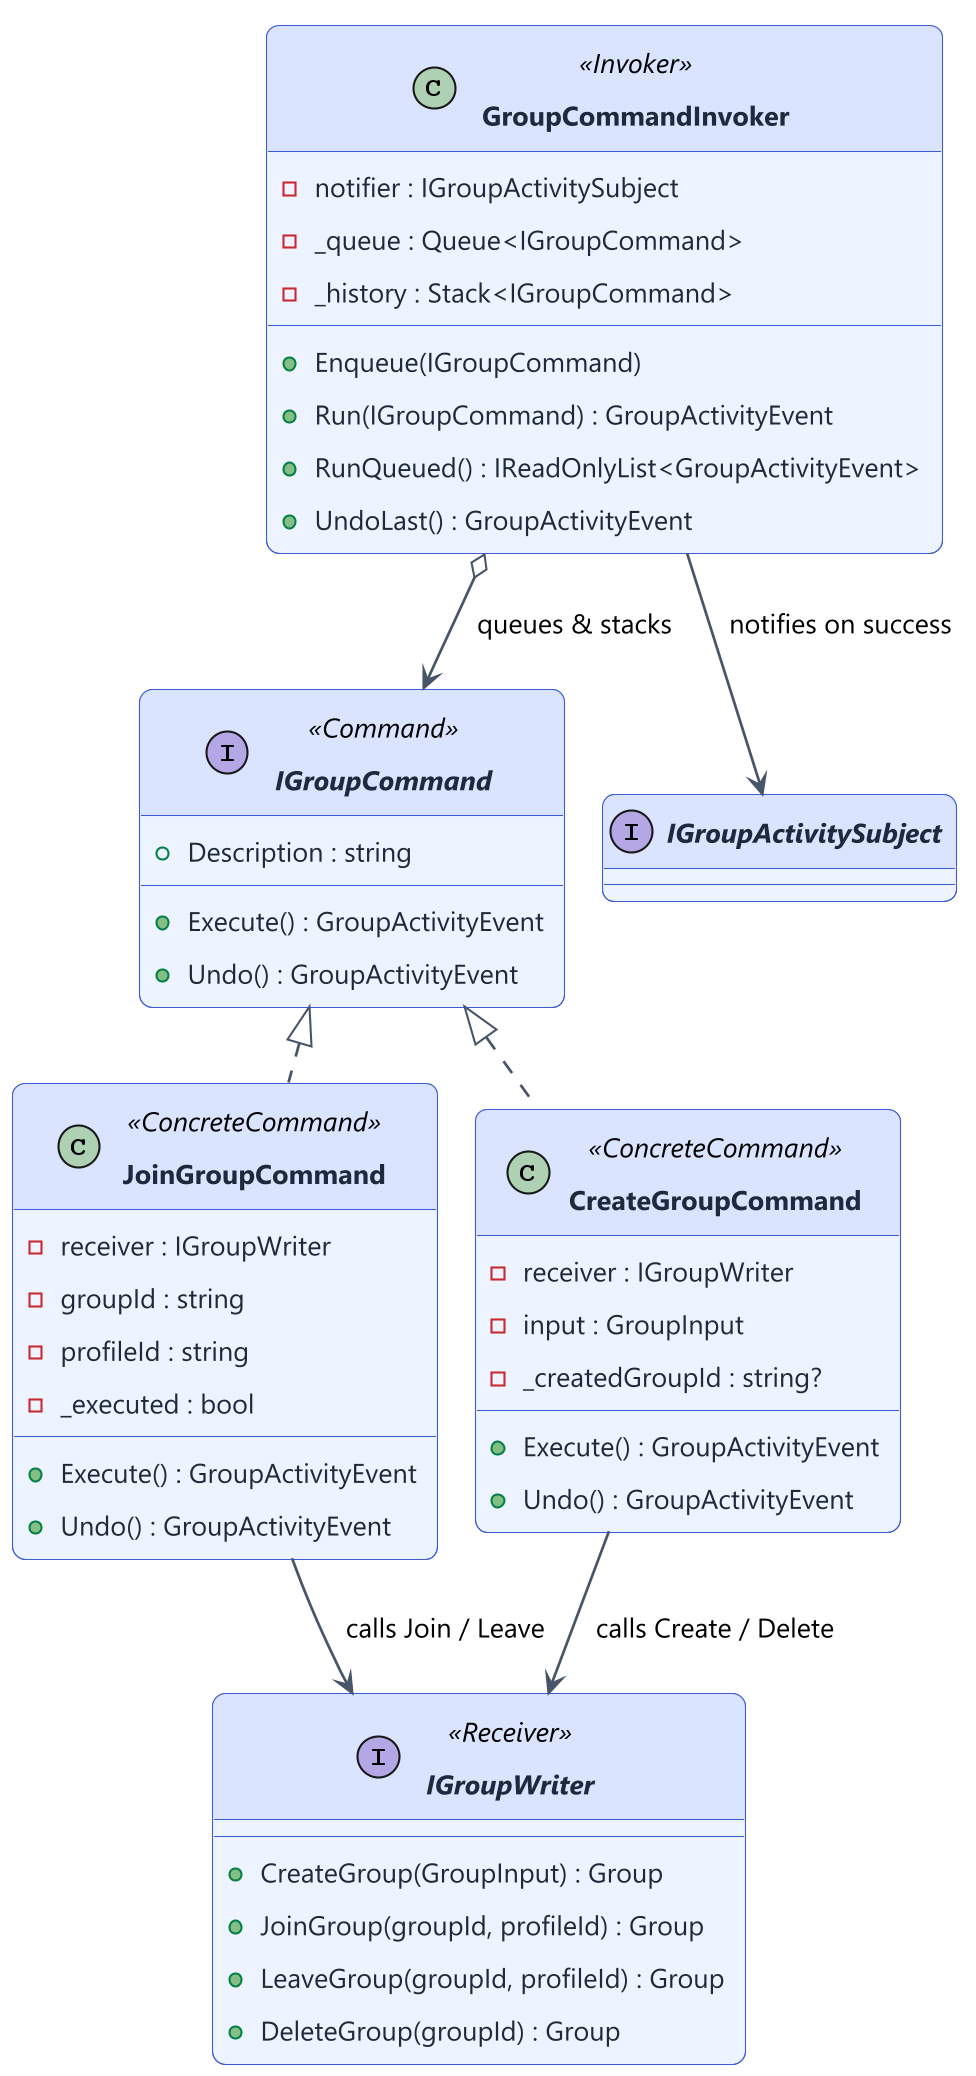 «Invoker»
C
GroupCommandInvoker
notifier : IGroupActivitySubject
_queue : Queue<IGroupCommand>
_history : Stack<IGroupCommand>
Enqueue(IGroupCommand)
Run(IGroupCommand) : GroupActivityEvent
RunQueued() : IReadOnlyList<GroupActivityEvent>
UndoLast() : GroupActivityEvent
queues & stacks
notifies on success
«Command»
I
IGroupCommand
Description : string
Execute() : GroupActivityEvent
Undo() : GroupActivityEvent
I
IGroupActivitySubject
«ConcreteCommand»
C
JoinGroupCommand
receiver : IGroupWriter
groupId : string
profileId : string
_executed : bool
Execute() : GroupActivityEvent
Undo() : GroupActivityEvent
«ConcreteCommand»
C
CreateGroupCommand
receiver : IGroupWriter
input : GroupInput
_createdGroupId : string?
Execute() : GroupActivityEvent
Undo() : GroupActivityEvent
calls Join / Leave
calls Create / Delete
«Receiver»
I
IGroupWriter
CreateGroup(GroupInput) : Group
JoinGroup(groupId, profileId) : Group
LeaveGroup(groupId, profileId) : Group
DeleteGroup(groupId) : Group